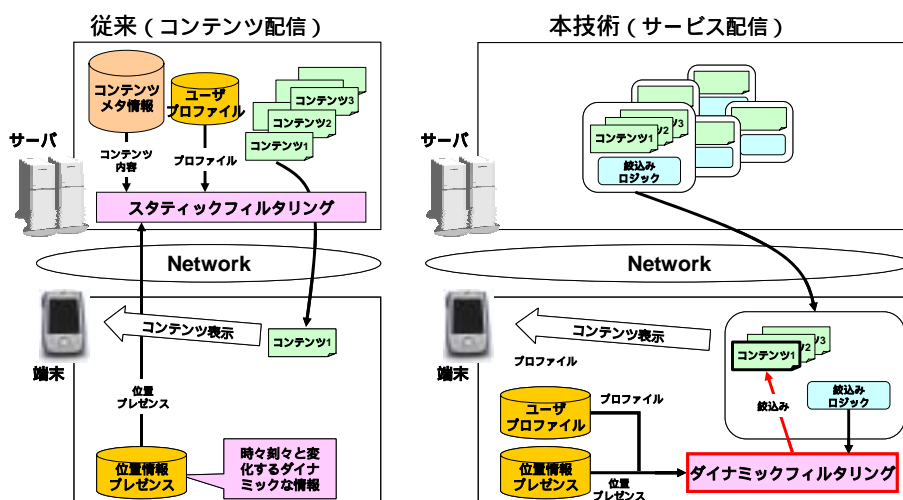 従来（コンテンツ配信）
コンテンツ
メタ情報
ユーザ
プロファイル
コンテンツ3
コンテンツ2
コンテンツ1
サーバ
コンテンツ
内容
プロファイル
スタティックフィルタリング
Network
コンテンツ表示
コンテンツ1
端末
位置
プレゼンス
位置情報
プレゼンス
時々刻々と変
化するダイナ
ミックな情報
本技術（サービス配信）
サーバ
コンテンツ1
2
3
絞込み
ロジック
Network
コンテンツ表示
端末
プロファイル
コンテンツ1
2
3
絞込み
ロジック
絞込み
ユーザ
プロファイル
プロファイル
位置情報
プレゼンス
位置
プレゼンス
ダイナミックフィルタリング